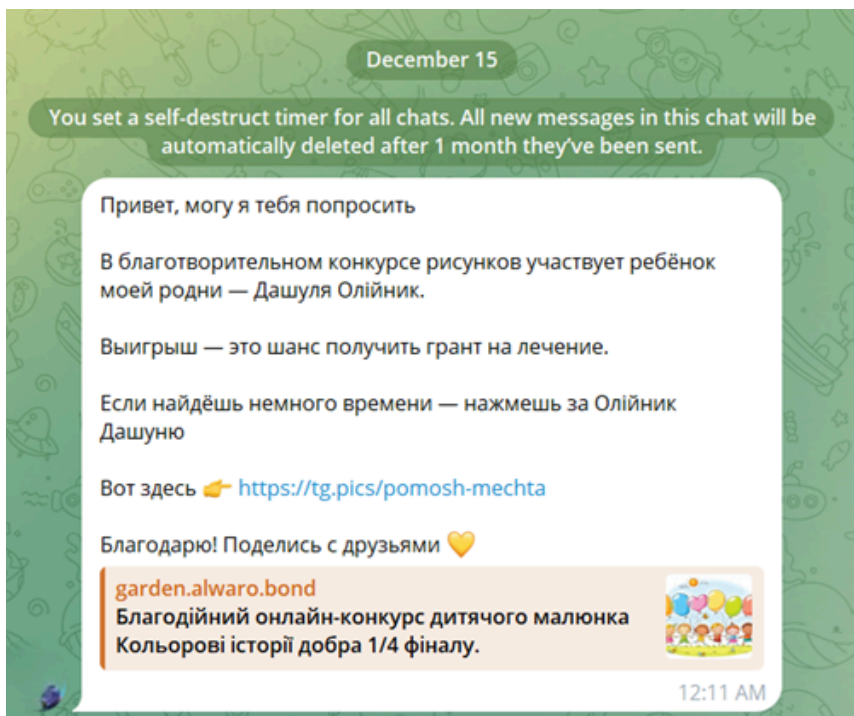 December 15
You set a self-destruct timer for all chats. All new messages in this chat will be
automatically deleted after 1 month they've been sent.
Привет, могу я тебя попросить
В благотворительном конкурсе рисунков участвует ребёнок
моей родни — Дашуля Олійник.
Выигрыш — это шанс получить грант на лечение.
Если найдёшь немного времени — нажмешь за Олійник
Дашуню
Вот здесь 👉 https://tg.pics/pomosh-mechta
Благодарю! Поделись с друзьями 💛
garden.alwaro.bond
Благодійний онлайн-конкурс дитячого малюнка
Кольорові історії добра 1/4 фіналу.
12:11 AM